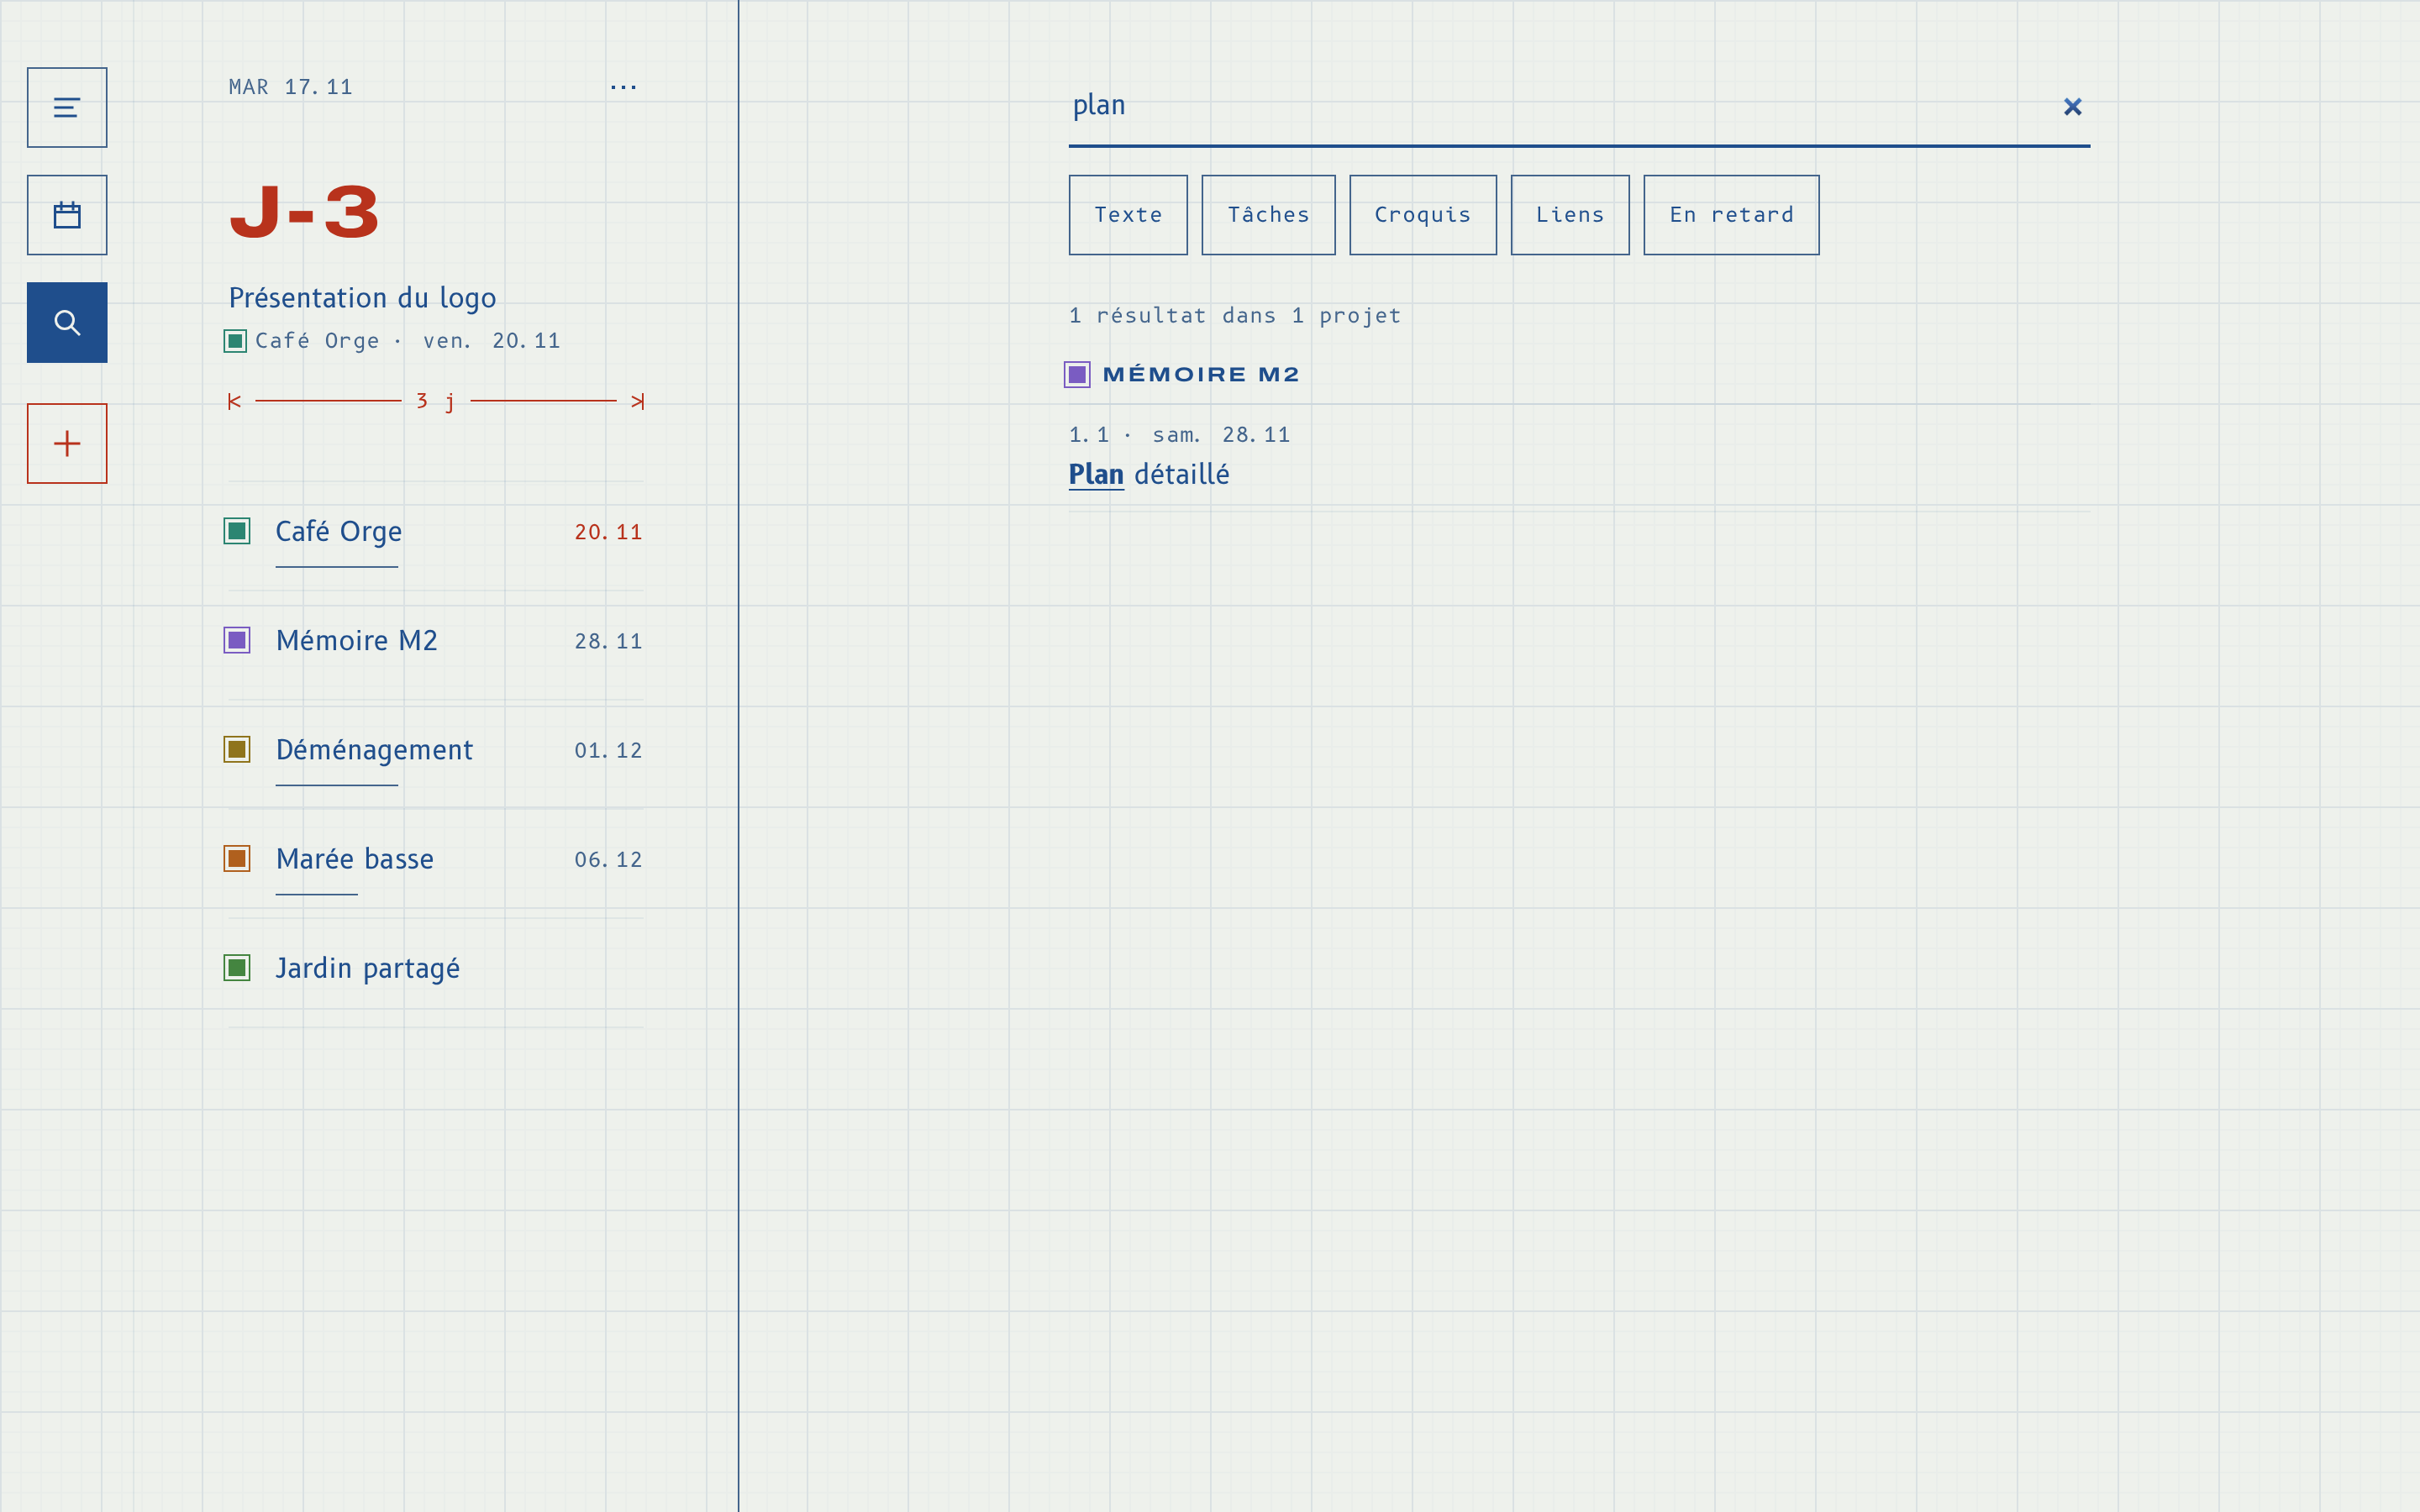 MAR 17.11 ...
J-3
Présentation du logo
Café Orge · ven. 20.11
3 j
Café Orge 20.11
Mémoire M2 28.11
Déménagement 01.12
Marée basse 06.12
Jardin partagé
plan
Texte Tâches Croquis Liens En retard
1 résultat dans 1 projet
MÉMOIRE M2
1.1 · sam. 28.11
Plan détaillé